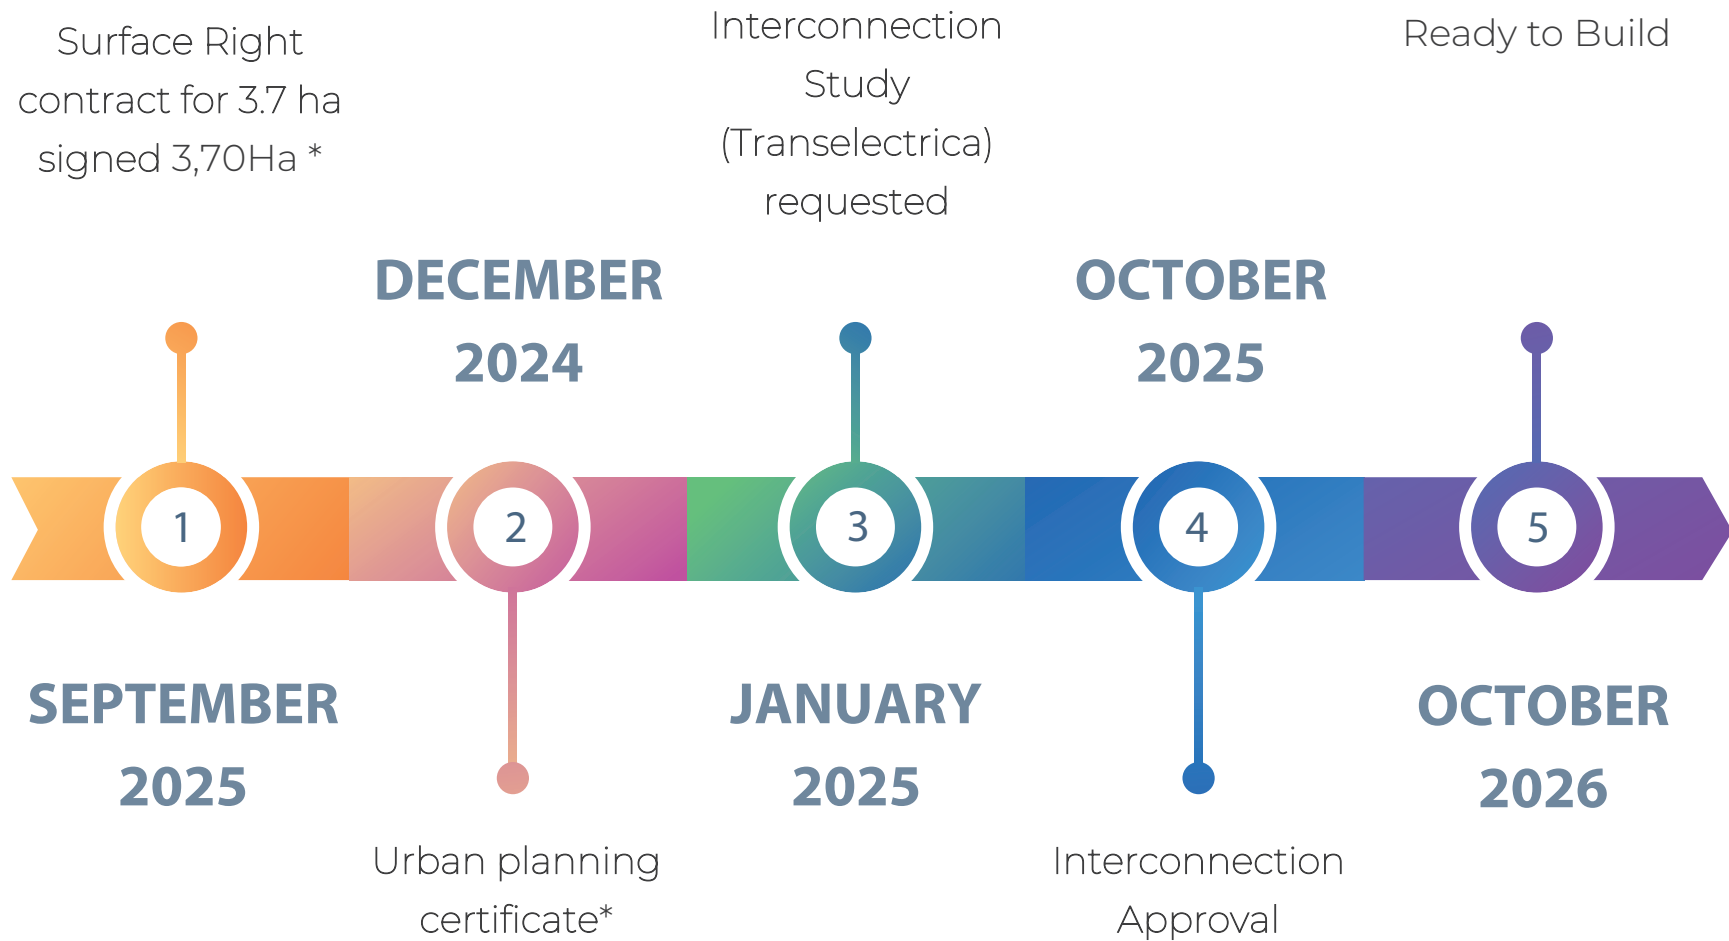 Surface Right
contract for 3.7 ha
signed 3,70Ha *
Interconnection
Study
(Transelectrica)
requested
Ready to Build
DECEMBER
2024
OCTOBER
2025
1
2
3
4
5
SEPTEMBER
2025
JANUARY
2025
OCTOBER
2026
Urban planning
certificate*
Interconnection
Approval